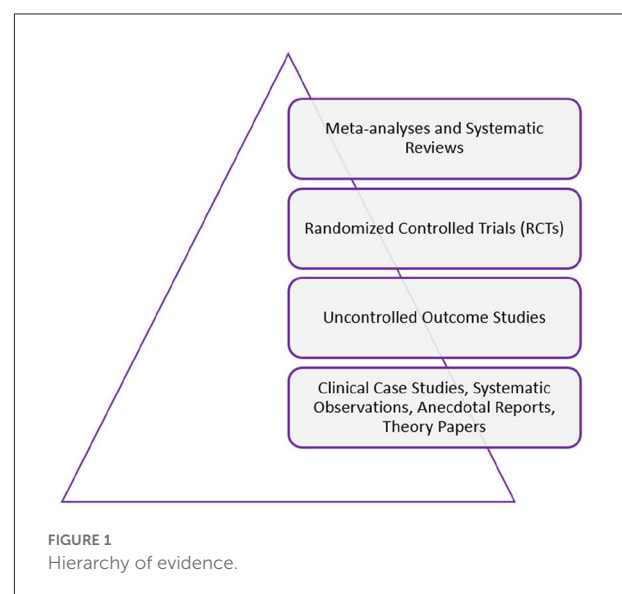 Meta-analyses and Systematic
Reviews
Randomized Controlled Trials (RCTs)
Uncontrolled Outcome Studies
Clinical Case Studies, Systematic
Observations, Anecdotal Reports,
Theory Papers
FIGURE 1
Hierarchy of evidence.